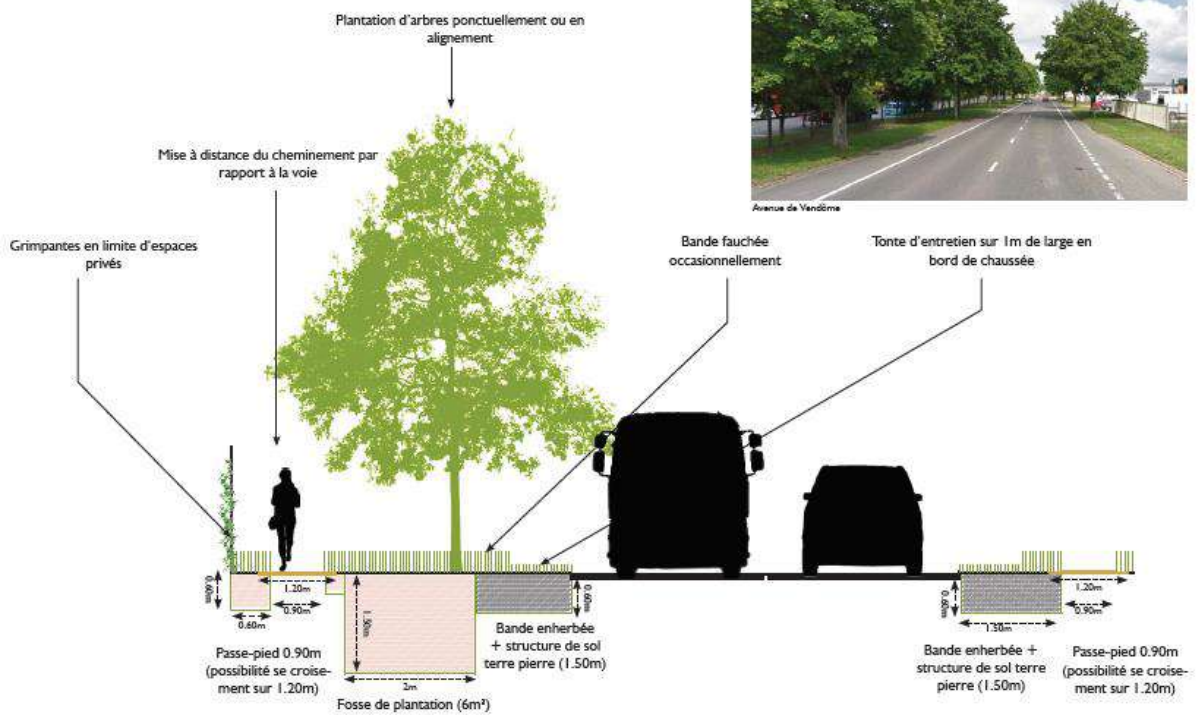 Plantation d'arbres ponctuellement ou en
alignement
Avenue de Vendôme
Mise à distance du cheminement par
rapport à la voie
Grimpantes en limite d'espaces
privés
Bande fauchée
occasionnellement
Tonte d'entretien sur 1m de large en
bord de chaussée
0.60m
1.20m
0.90m
0.60m
1.50m
2m
0.60m
0.60m
1.50m
1.20m
0.90m
Passe-pied 0.90m
(possibilité se croise-
ment sur 1.20m)
Fosse de plantation (6m²)
Bande enherbée
+ structure de sol
terre pierre (1.50m)
Bande enherbée +
structure de sol terre
pierre (1.50m)
Passe-pied 0.90m
(possibilité se croise-
ment sur 1.20m)